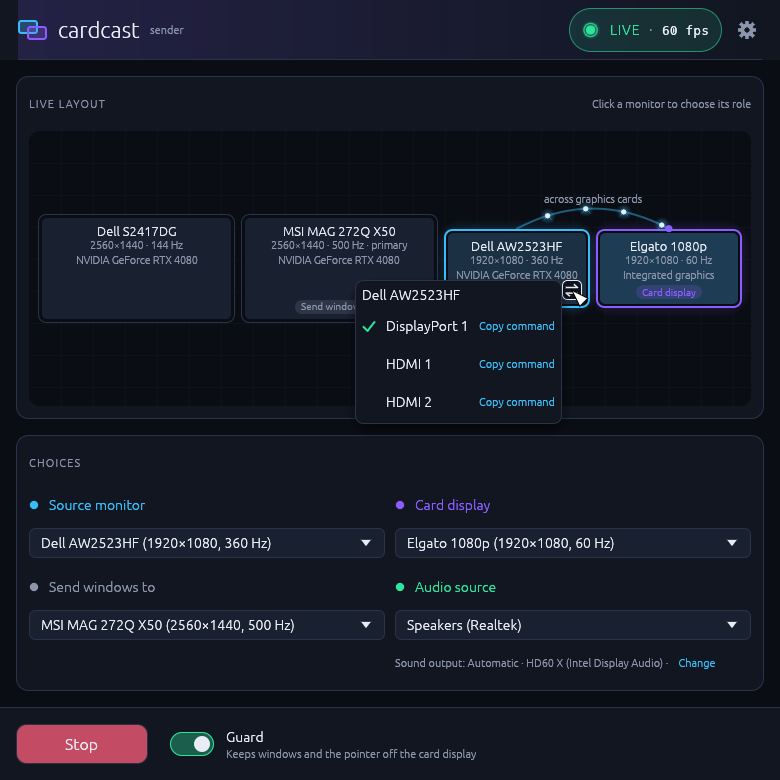 cardcast sender
LIVE · 60 fps
LIVE LAYOUT
Click a monitor to choose its role
across graphics cards
Dell S2417DG
2560×1440 · 144 Hz
NVIDIA GeForce RTX 4080
MSI MAG 272Q X50
2560×1440 · 500 Hz · primary
NVIDIA GeForce RTX 4080
Send window
Dell AW2523HF
1920×1080 · 360 Hz
NVIDIA GeForce RTX 4080
Elgato 1080p
1920×1080 · 60 Hz
Integrated graphics
Card display
Dell AW2523HF
DisplayPort 1 Copy command
HDMI 1 Copy command
HDMI 2 Copy command
CHOICES
Source monitor
Dell AW2523HF (1920×1080, 360 Hz)
Card display
Elgato 1080p (1920×1080, 60 Hz)
Send windows to
MSI MAG 272Q X50 (2560×1440, 500 Hz)
Audio source
Speakers (Realtek)
Sound output: Automatic · HD60 X (Intel Display Audio) · Change
Stop
Guard
Keeps windows and the pointer off the card display